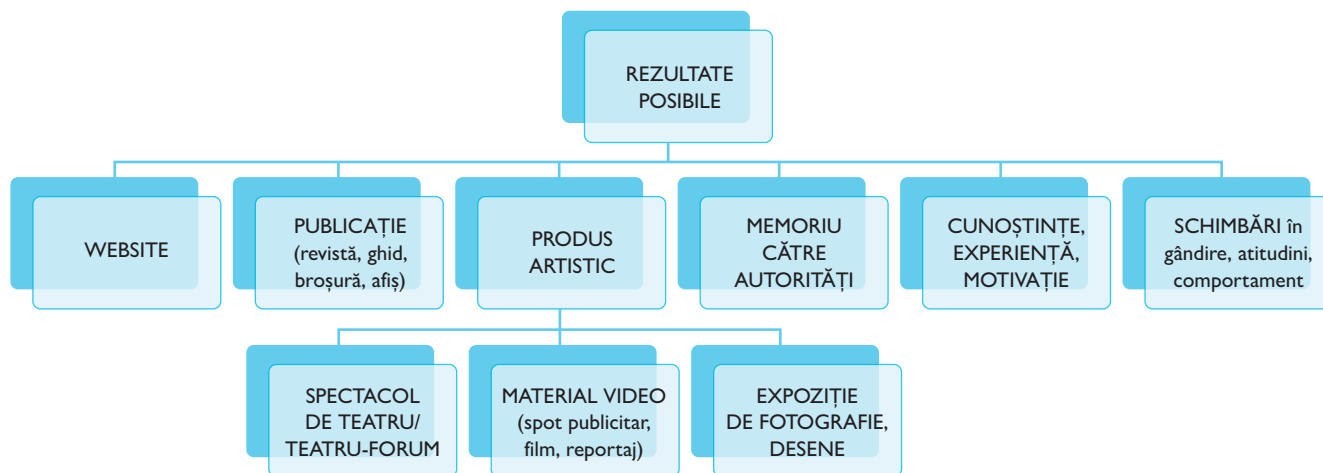 REZULTATE
POSIBILE
WEBSITE
PUBLICAȚIE
(revistă, ghid,
broșură, afiș)
PRODUS
ARTISTIC
MEMORIU
CĂTRE
AUTORITĂȚI
CUNOȘTINȚE,
EXPERIENȚĂ,
MOTIVAȚIE
SCHIMBĂRI în
gândire, atitudini,
comportament
SPECTACOL
DE TEATRU/
TEATRU-FORUM
MATERIAL VIDEO
(spot publicitar,
film, reportaj)
EXPOZIȚIE
DE FOTOGRAFIE,
DESENE